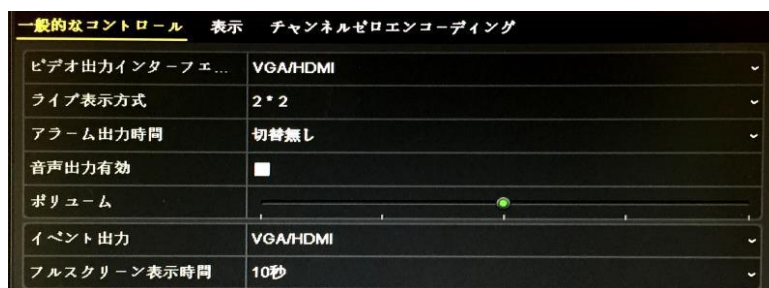 一般的なコントロール 表示 チャンネルゼロエンコーディング
ビデオ出力インターフェ... VGA/HDMI
ライブ表示方式 2 * 2
アラーム出力時間 切替無し
音声出力有効
ボリューム
イベント出力 VGA/HDMI
フルスクリーン表示時間 10秒